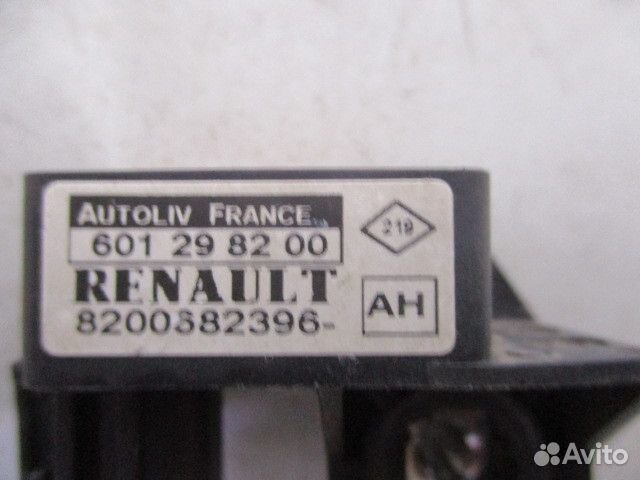 AUTOLIV FRANCE
601 29 82 00
219
RENAULT
8200382396-
AH
Avito